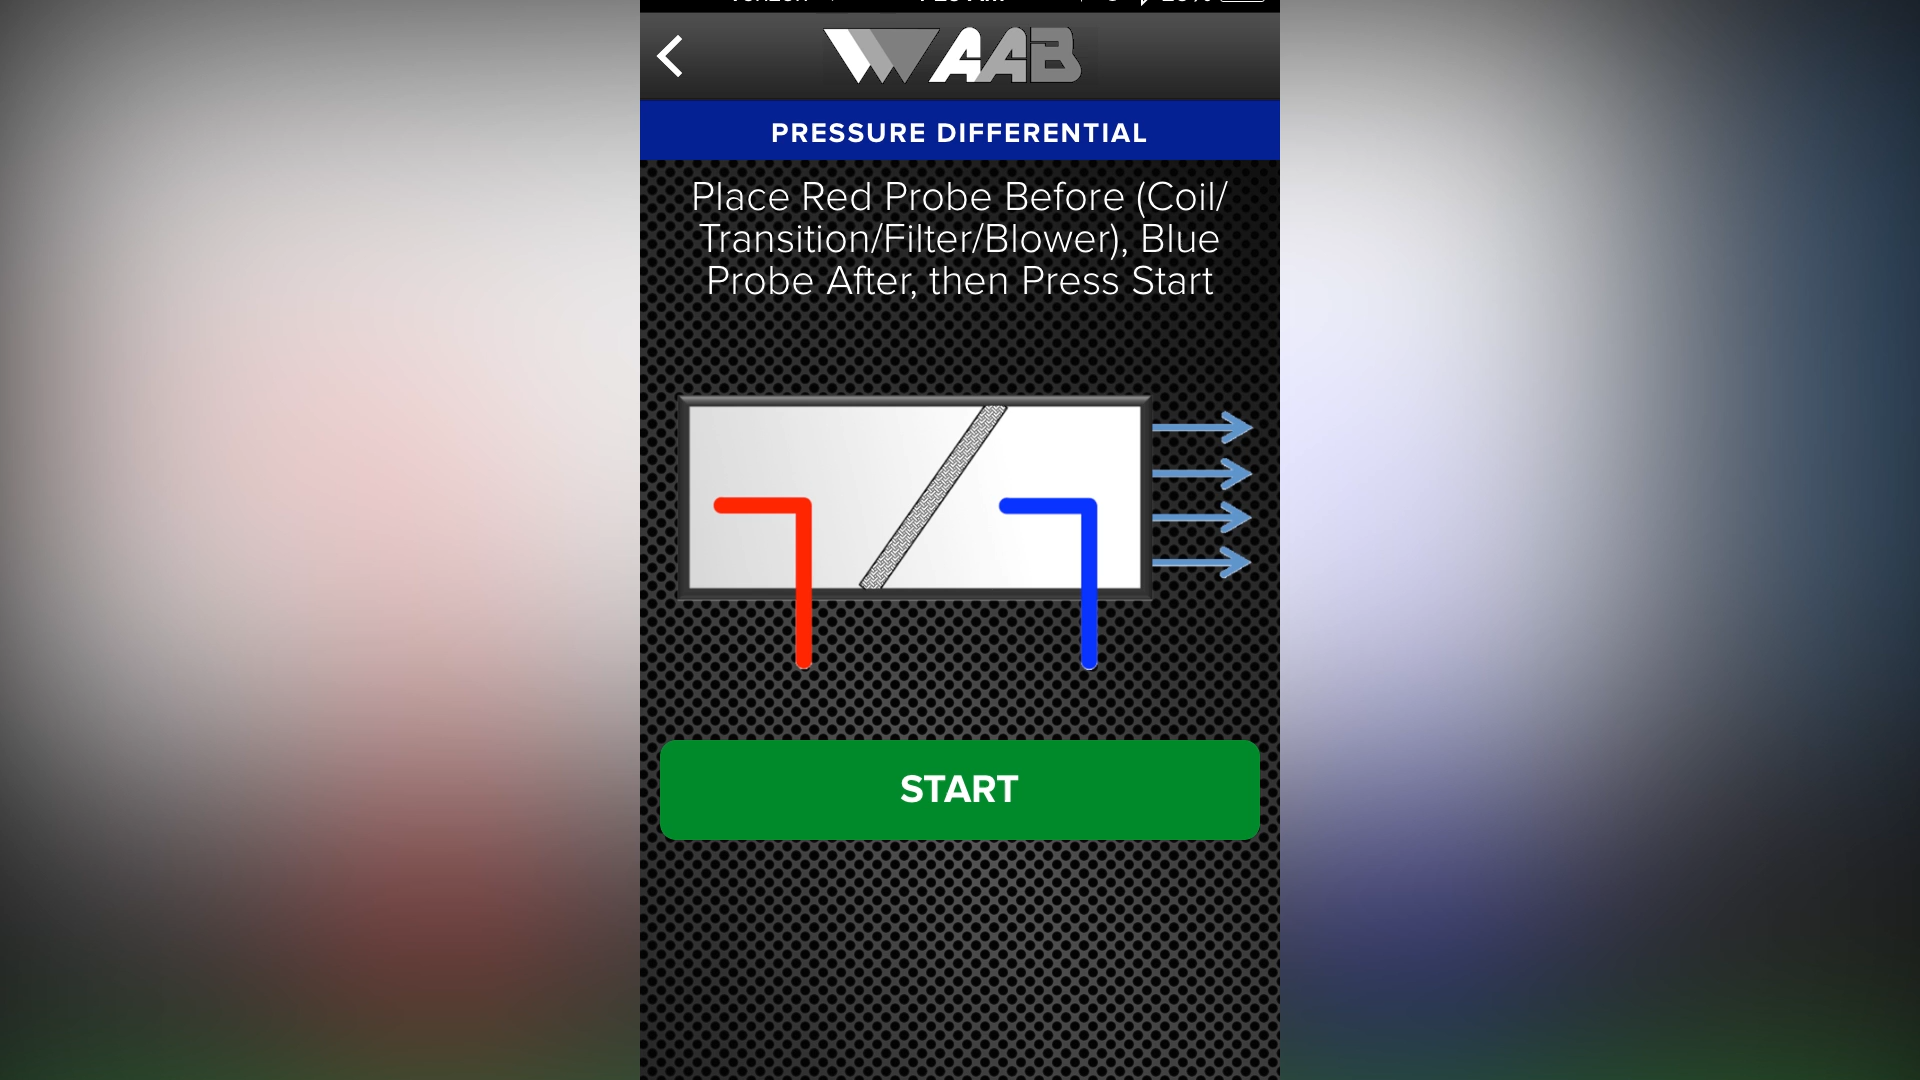 WAAB
PRESSURE DIFFERENTIAL
Place Red Probe Before (Coil/
Transition/Filter/Blower), Blue
Probe After, then Press Start
START